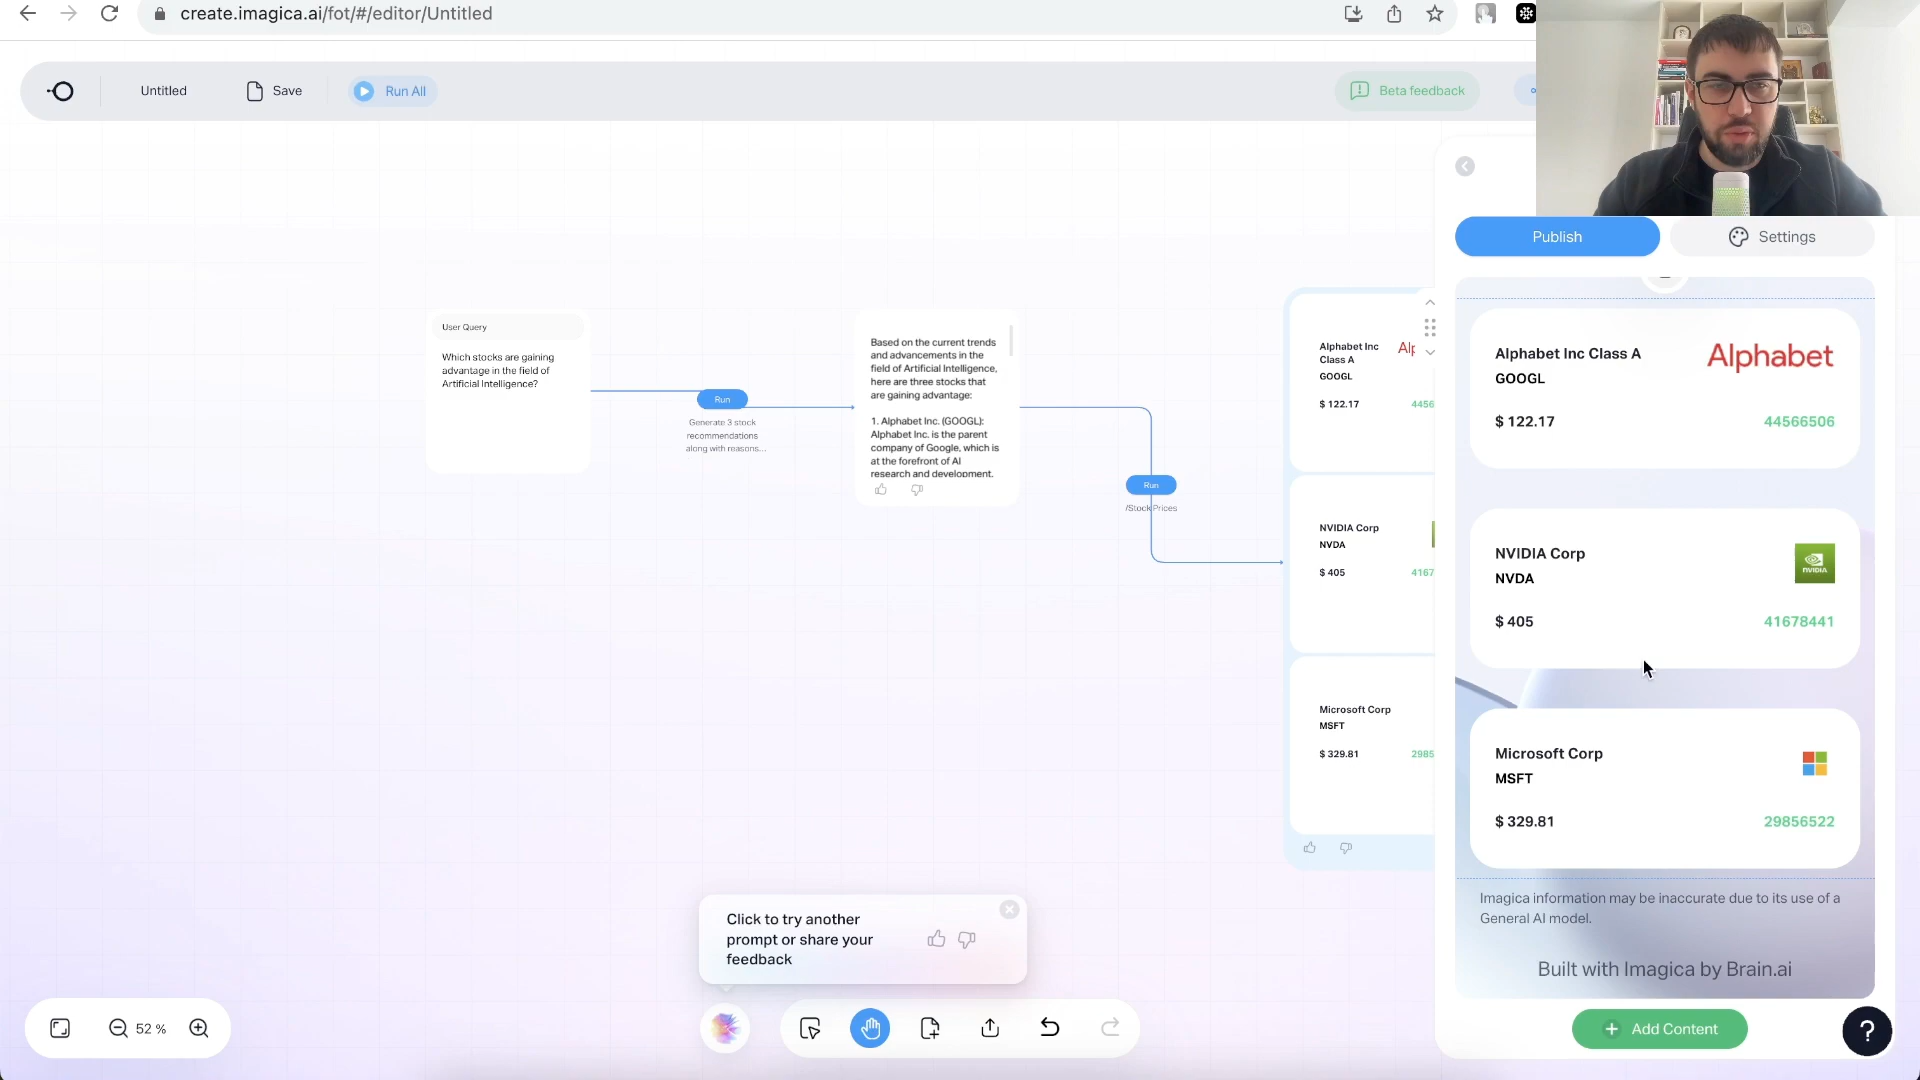 create.imagica.ai/fot/#/editor/Untitled
Untitled
Save
Run All
Beta feedback
Publish
Settings
User Query
Which stocks are gaining
advantage in the field of
Artificial Intelligence?
Run
Generate 3 stock
recommendations
along with reasons...
Based on the current trends
and advancements in the
field of Artificial Intelligence,
here are three stocks that
are gaining advantage:
1. Alphabet Inc. (GOOGL):
Alphabet Inc. is the parent
company of Google, which is
at the forefront of AI
research and development.
Run
/Stock Prices
Alphabet Inc
Class A
GOOGL
Alp
$ 122.17
4456
NVIDIA Corp
NVDA
$ 405
4167
Microsoft Corp
MSFT
$ 329.81
2985
Alphabet Inc Class A
GOOGL
Alphabet
$ 122.17
44566506
NVIDIA Corp
NVDA
NVIDIA
$ 405
41678441
Microsoft Corp
MSFT
$ 329.81
29856522
Imagica information may be inaccurate due to its use of a
General AI model.
Built with Imagica by Brain.ai
Add Content
?
Click to try another
prompt or share your
feedback
52 %